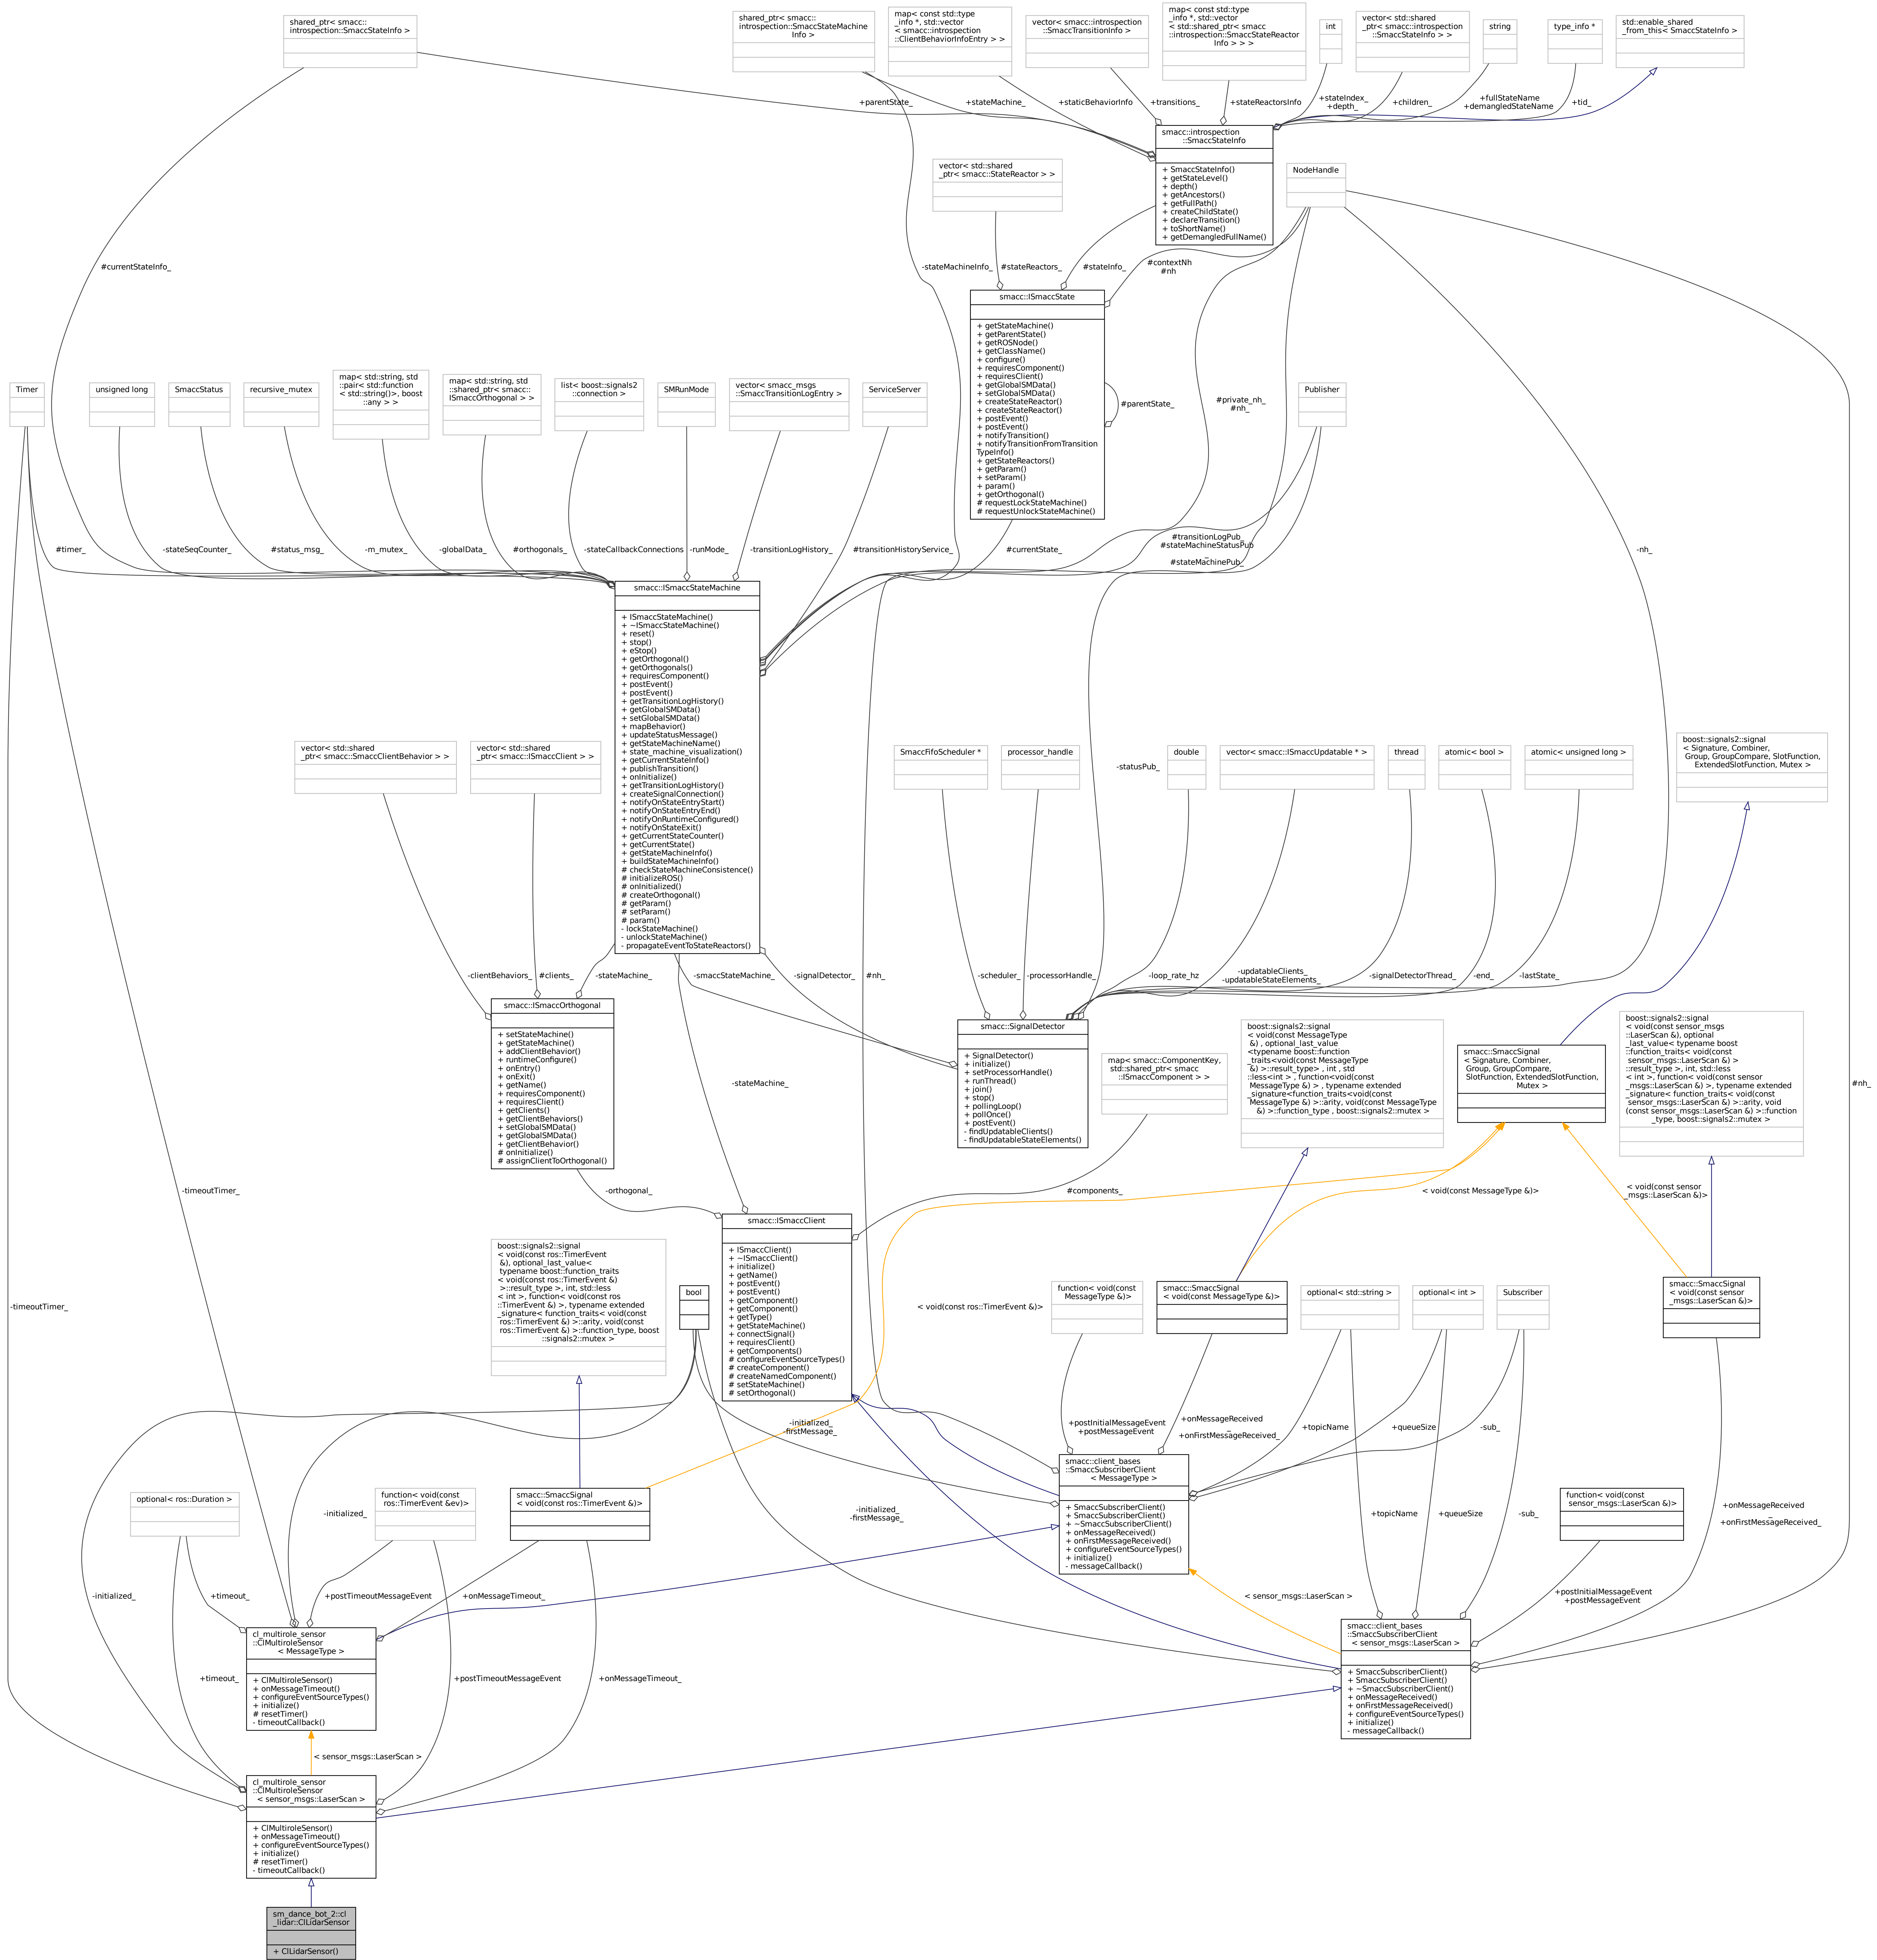 shared_ptr< smacc::
introspection::SmaccStateInfo >
shared_ptr< smacc::
introspection::SmaccStateMachine
Info >
map< const std::type
_info *, std::vector
< smacc::introspection
::ClientBehaviorInfoEntry > >
vector< smacc::introspection
::SmaccTransitionInfo >
map< const std::type
_info *, std::vector
< std::shared_ptr< smacc
::introspection::SmaccStateReactor
Info > > >
int
vector< std::shared
_ptr< smacc::introspection
::SmaccStateInfo > >
string
type_info *
std::enable_shared
_from_this< SmaccStateInfo >
+parentState_
+stateMachine_
+staticBehaviorInfo
+transitions_
+stateReactorsInfo
+stateIndex_
+depth_
+children_
+fullStateName
+demangledStateName
+tid_
smacc::introspection
::SmaccStateInfo
+ SmaccStateInfo()
+ getStateLevel()
+ depth()
+ getAncestors()
+ getFullPath()
+ createChildState()
+ declareTransition()
+ toShortName()
+ getDemangledFullName()
vector< std::shared
_ptr< smacc::StateReactor > >
NodeHandle
#currentStateInfo_
-stateMachineInfo_
#stateReactors_
#stateInfo_
#contextNh
#nh
smacc::ISmaccState
+ getStateMachine()
+ getParentState()
+ getROSNode()
+ getClassName()
+ configure()
+ requiresComponent()
+ requiresClient()
+ getGlobalSMData()
+ setGlobalSMData()
+ createStateReactor()
+ createStateReactor()
+ postEvent()
+ postEvent()
+ notifyTransition()
+ notifyTransitionFromTransition
TypeInfo()
+ getStateReactors()
+ getParam()
+ setParam()
+ param()
+ getOrthogonal()
# requestLockStateMachine()
# requestUnlockStateMachine()
#parentState_
#private_nh_
#nh_
Timer
unsigned long
SmaccStatus
recursive_mutex
map< std::string, std
::pair< std::function
< std::string()>, boost
::any > >
map< std::string, std
::shared_ptr< smacc::
ISmaccOrthogonal > >
list< boost::signals2
::connection >
SMRunMode
vector< smacc_msgs
::SmaccTransitionLogEntry >
ServiceServer
Publisher
#timer_
-stateSeqCounter_
#status_msg_
-m_mutex_
-globalData_
#orthogonals_
-stateCallbackConnections
-runMode_
-transitionLogHistory_
#transitionHistoryService_
#currentState_
#transitionLogPub_
#stateMachineStatusPub
_
#stateMachinePub_
-nh_
smacc::ISmaccStateMachine
+ ISmaccStateMachine()
+ ~ISmaccStateMachine()
+ reset()
+ stop()
+ eStop()
+ getOrthogonal()
+ getOrthogonals()
+ requiresComponent()
+ postEvent()
+ postEvent()
+ getTransitionLogHistory()
+ getGlobalSMData()
+ setGlobalSMData()
+ mapBehavior()
+ updateStatusMessage()
+ getStateMachineName()
+ state_machine_visualization()
+ getCurrentStateInfo()
+ publishTransition()
+ onInitialize()
+ getTransitionLogHistory()
+ createSignalConnection()
+ notifyOnStateEntryStart()
+ notifyOnStateEntryEnd()
+ notifyOnRuntimeConfigured()
+ notifyOnStateExit()
+ getCurrentStateCounter()
+ getCurrentState()
+ getStateMachineInfo()
+ buildStateMachineInfo()
# checkStateMachineConsistence()
# initializeROS()
# onInitialized()
# createOrthogonal()
# getParam()
# setParam()
# param()
- lockStateMachine()
- unlockStateMachine()
- propagateEventToStateReactors()
vector< std::shared
_ptr< smacc::SmaccClientBehavior > >
vector< std::shared
_ptr< smacc::ISmaccClient > >
SmaccFifoScheduler *
processor_handle
-statusPub_
double
vector< smacc::ISmaccUpdatable * >
thread
atomic< bool >
atomic< unsigned long >
boost::signals2::signal
< Signature, Combiner,
Group, GroupCompare, SlotFunction,
ExtendedSlotFunction, Mutex >
-clientBehaviors_
#clients_
-stateMachine_
-smaccStateMachine_
-signalDetector_
#nh_
-scheduler_
-processorHandle_
-loop_rate_hz
-updatableClients_
-updatableStateElements_
-signalDetectorThread_
-end_
-lastState_
smacc::ISmaccOrthogonal
+ setStateMachine()
+ getStateMachine()
+ addClientBehavior()
+ runtimeConfigure()
+ onEntry()
+ onExit()
+ getName()
+ requiresComponent()
+ requiresClient()
+ getClients()
+ getClientBehaviors()
+ setGlobalSMData()
+ getGlobalSMData()
+ getClientBehavior()
# onInitialize()
# assignClientToOrthogonal()
smacc::SignalDetector
+ SignalDetector()
+ initialize()
+ setProcessorHandle()
+ runThread()
+ join()
+ stop()
+ pollingLoop()
+ pollOnce()
+ postEvent()
- findUpdatableClients()
- findUpdatableStateElements()
-stateMachine_
map< smacc::ComponentKey,
std::shared_ptr< smacc
::ISmaccComponent > >
boost::signals2::signal
< void(const MessageType
&) , optional_last_value
<typename boost::function
_traits<void(const MessageType
&) >::result_type> , int , std
::less<int > , function<void(const
MessageType &) > , typename extended
_signature<function_traits<void(const
MessageType &) >::arity, void(const MessageType
&) >::function_type , boost::signals2::mutex >
smacc::SmaccSignal
< Signature, Combiner,
Group, GroupCompare,
SlotFunction, ExtendedSlotFunction,
Mutex >
boost::signals2::signal
< void(const sensor_msgs
::LaserScan &), optional
_last_value< typename boost
::function_traits< void(const
sensor_msgs::LaserScan &) >
::result_type >, int, std::less
< int >, function< void(const sensor
_msgs::LaserScan &) >, typename extended
_signature< function_traits< void(const
sensor_msgs::LaserScan &) >::arity, void
(const sensor_msgs::LaserScan &) >::function
_type, boost::signals2::mutex >
#nh_
-timeoutTimer_
-orthogonal_
#components_
< void(const MessageType &)>
< void(const sensor
_msgs::LaserScan &)>
smacc::ISmaccClient
+ ISmaccClient()
+ ~ISmaccClient()
+ initialize()
+ getName()
+ postEvent()
+ postEvent()
+ getComponent()
+ getComponent()
+ getType()
+ getStateMachine()
+ connectSignal()
+ requiresClient()
+ getComponents()
# configureEventSourceTypes()
# createComponent()
# createNamedComponent()
# setStateMachine()
# setOrthogonal()
boost::signals2::signal
< void(const ros::TimerEvent
&), optional_last_value<
typename boost::function_traits
< void(const ros::TimerEvent &)
>::result_type >, int, std::less
< int >, function< void(const ros
::TimerEvent &) >, typename extended
_signature< function_traits< void(const
ros::TimerEvent &) >::arity, void(const
ros::TimerEvent &) >::function_type, boost
::signals2::mutex >
bool
-timeoutTimer_
< void(const ros::TimerEvent &)>
function< void(const
MessageType &)>
smacc::SmaccSignal
< void(const MessageType &)>
optional< std::string >
optional< int >
Subscriber
smacc::SmaccSignal
< void(const sensor
_msgs::LaserScan &)>
-initialized_
-firstMessage_
+postInitialMessageEvent
+postMessageEvent
+onMessageReceived
_
+onFirstMessageReceived_
+topicName
+queueSize
-sub_
smacc::client_bases
::SmaccSubscriberClient
< MessageType >
+ SmaccSubscriberClient()
+ SmaccSubscriberClient()
+ ~SmaccSubscriberClient()
+ onMessageReceived()
+ onFirstMessageReceived()
+ configureEventSourceTypes()
+ initialize()
- messageCallback()
optional< ros::Duration >
-initialized_
function< void(const
ros::TimerEvent &ev)>
smacc::SmaccSignal
< void(const ros::TimerEvent &)>
-initialized_
-firstMessage_
+topicName
+queueSize
-sub_
function< void(const
sensor_msgs::LaserScan &)>
+onMessageReceived
_
+onFirstMessageReceived_
-initialized_
+timeout_
+postTimeoutMessageEvent
+onMessageTimeout_
< sensor_msgs::LaserScan >
+postInitialMessageEvent
+postMessageEvent
cl_multirole_sensor
::ClMultiroleSensor
< MessageType >
+ ClMultiroleSensor()
+ onMessageTimeout()
+ configureEventSourceTypes()
+ initialize()
# resetTimer()
- timeoutCallback()
smacc::client_bases
::SmaccSubscriberClient
< sensor_msgs::LaserScan >
+ SmaccSubscriberClient()
+ SmaccSubscriberClient()
+ ~SmaccSubscriberClient()
+ onMessageReceived()
+ onFirstMessageReceived()
+ configureEventSourceTypes()
+ initialize()
- messageCallback()
+timeout_
+postTimeoutMessageEvent
+onMessageTimeout_
< sensor_msgs::LaserScan >
cl_multirole_sensor
::ClMultiroleSensor
< sensor_msgs::LaserScan >
+ ClMultiroleSensor()
+ onMessageTimeout()
+ configureEventSourceTypes()
+ initialize()
# resetTimer()
- timeoutCallback()
sm_dance_bot_2::cl
_lidar::ClLidarSensor
+ ClLidarSensor()